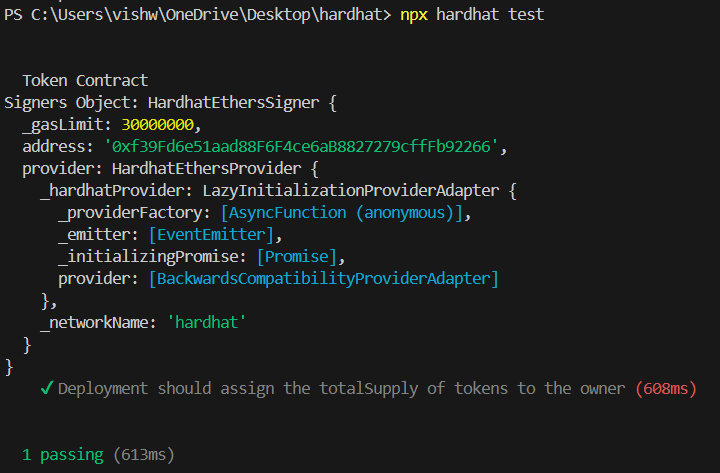 PS C:\Users\vishw\OneDrive\Desktop\hardhat> npx hardhat test
Token Contract
Signers Object: HardhatEthersSigner {
_gasLimit: 30000000,
address: '0xf39Fd6e51aad88F6F4ce6aB8827279cffFb92266',
provider: HardhatEthersProvider {
_hardhatProvider: LazyInitializationProviderAdapter {
_providerFactory: [AsyncFunction (anonymous)],
_emitter: [EventEmitter],
_initializingPromise: [Promise],
provider: [BackwardsCompatibilityProviderAdapter]
},
_networkName: 'hardhat'
}
}
✔ Deployment should assign the totalSupply of tokens to the owner (608ms)
1 passing (613ms)